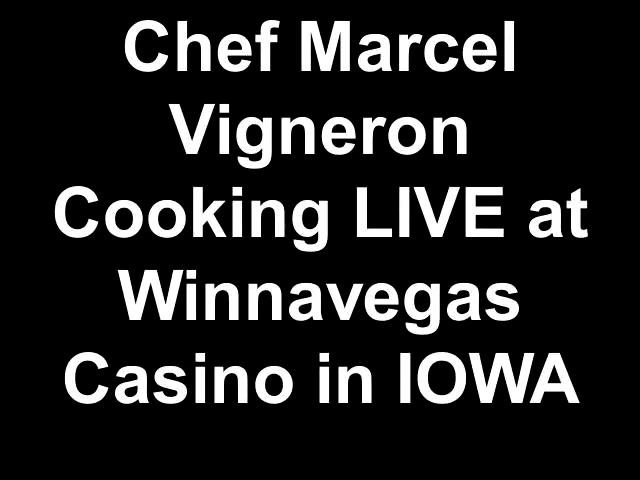 Chef Marcel
Vigneron
Cooking LIVE at
Winnavegas
Casino in IOWA